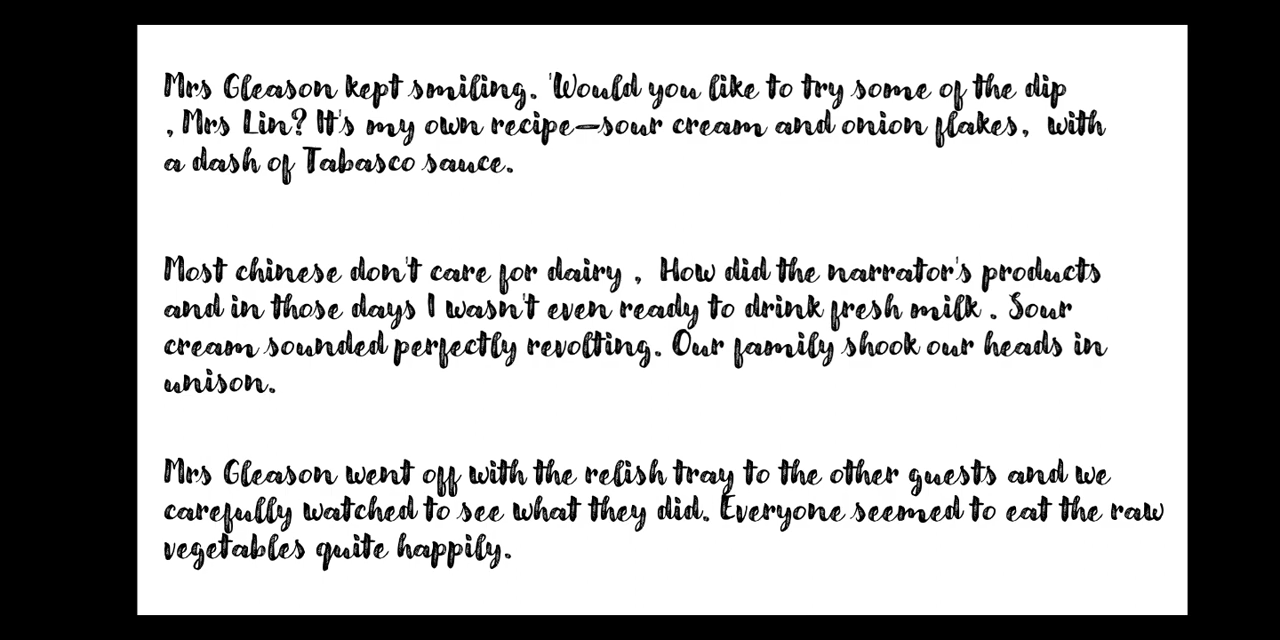 Mrs Gleason kept smiling. 'Would you like to try some of the dip
, Mrs Lin? It's my own recipe—sour cream and onion flakes, with
a dash of Tabasco sauce.
Most chinese don't care for dairy , How did the narrator's products
and in those days I wasn't even ready to drink fresh milk . Sour
cream sounded perfectly revolting. Our family shook our heads in
unison.
Mrs Gleason went off with the relish tray to the other guests and we
carefully watched to see what they did. Everyone seemed to eat the raw
vegetables quite happily.